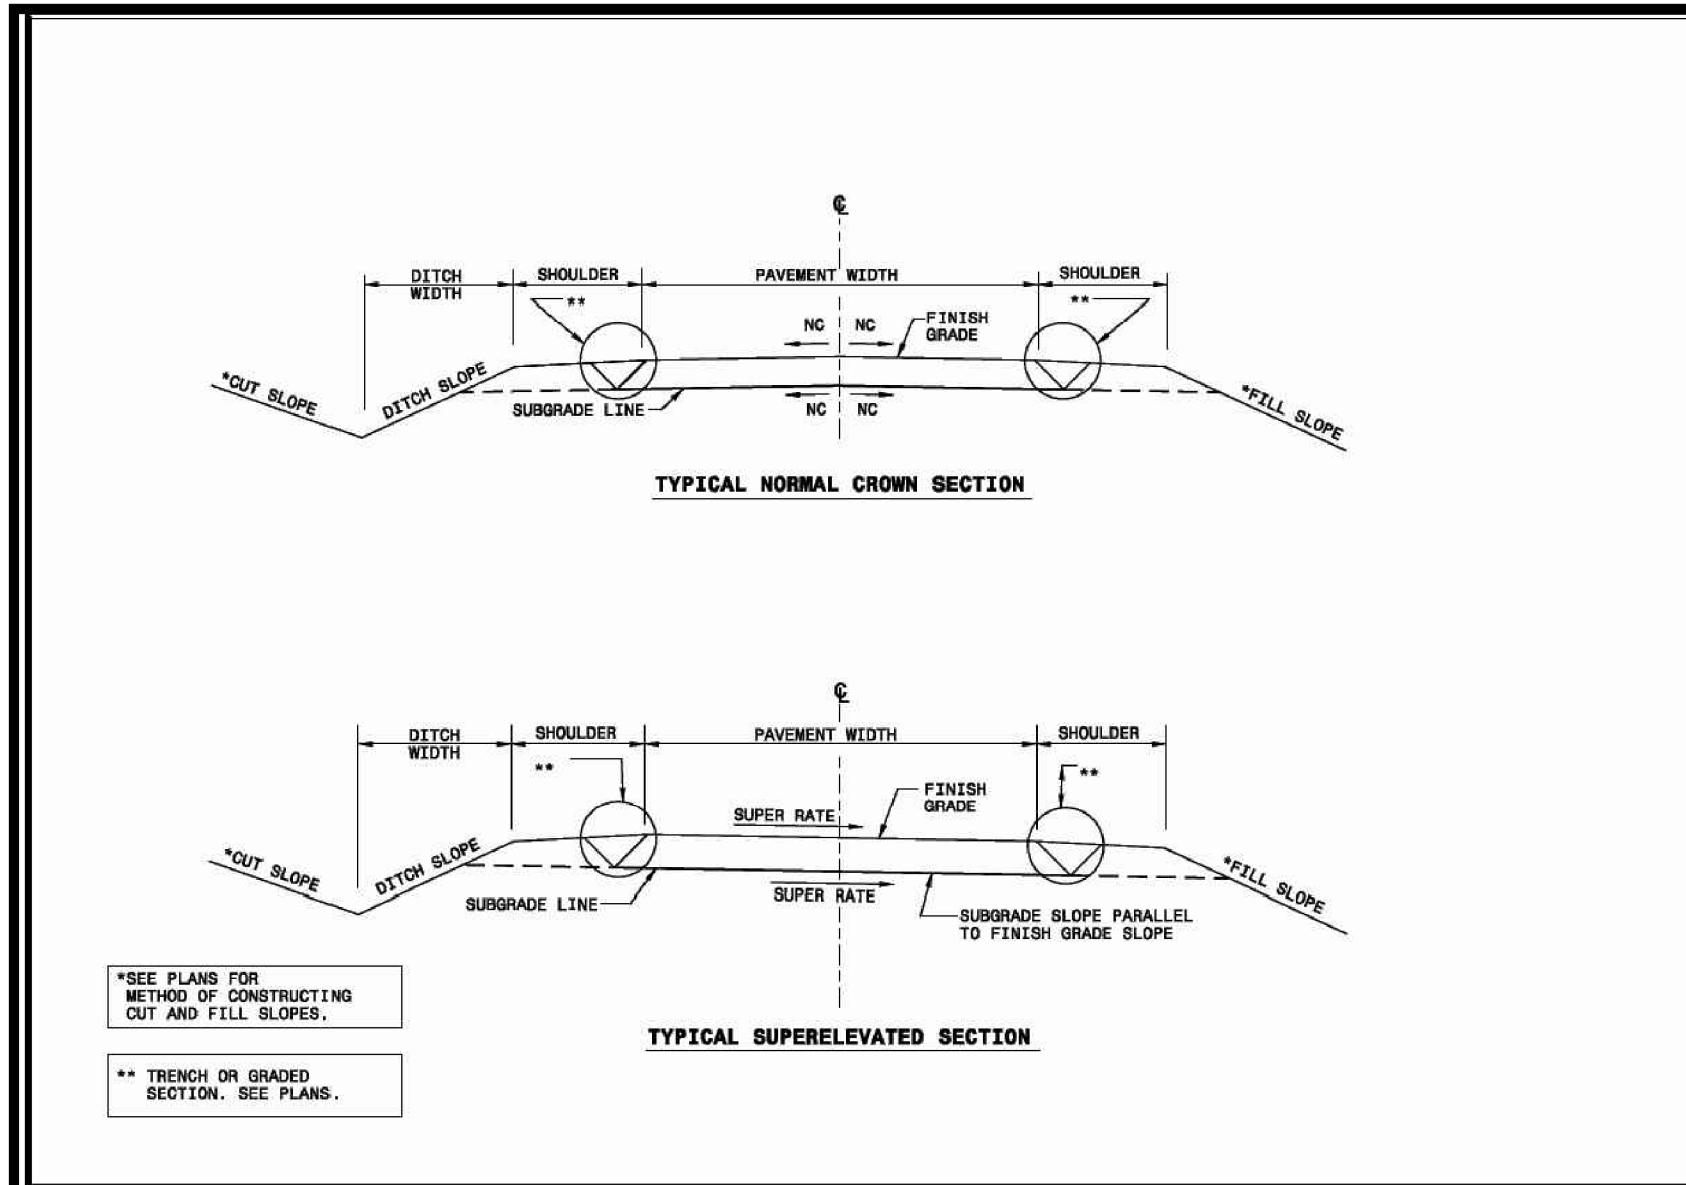 ℄
DITCH
WIDTH
SHOULDER
PAVEMENT WIDTH
SHOULDER
**
**
NC NC
FINISH
GRADE
*CUT SLOPE
DITCH SLOPE
SUBGRADE LINE
NC NC
*FILL SLOPE
TYPICAL NORMAL CROWN SECTION
℄
DITCH
WIDTH
SHOULDER
PAVEMENT WIDTH
SHOULDER
**
**
FINISH
GRADE
SUPER RATE
*CUT SLOPE
DITCH SLOPE
SUBGRADE LINE
SUPER RATE
*FILL SLOPE
SUBGRADE SLOPE PARALLEL
TO FINISH GRADE SLOPE
*SEE PLANS FOR
METHOD OF CONSTRUCTING
CUT AND FILL SLOPES.
TYPICAL SUPERELEVATED SECTION
** TRENCH OR GRADED
SECTION. SEE PLANS.